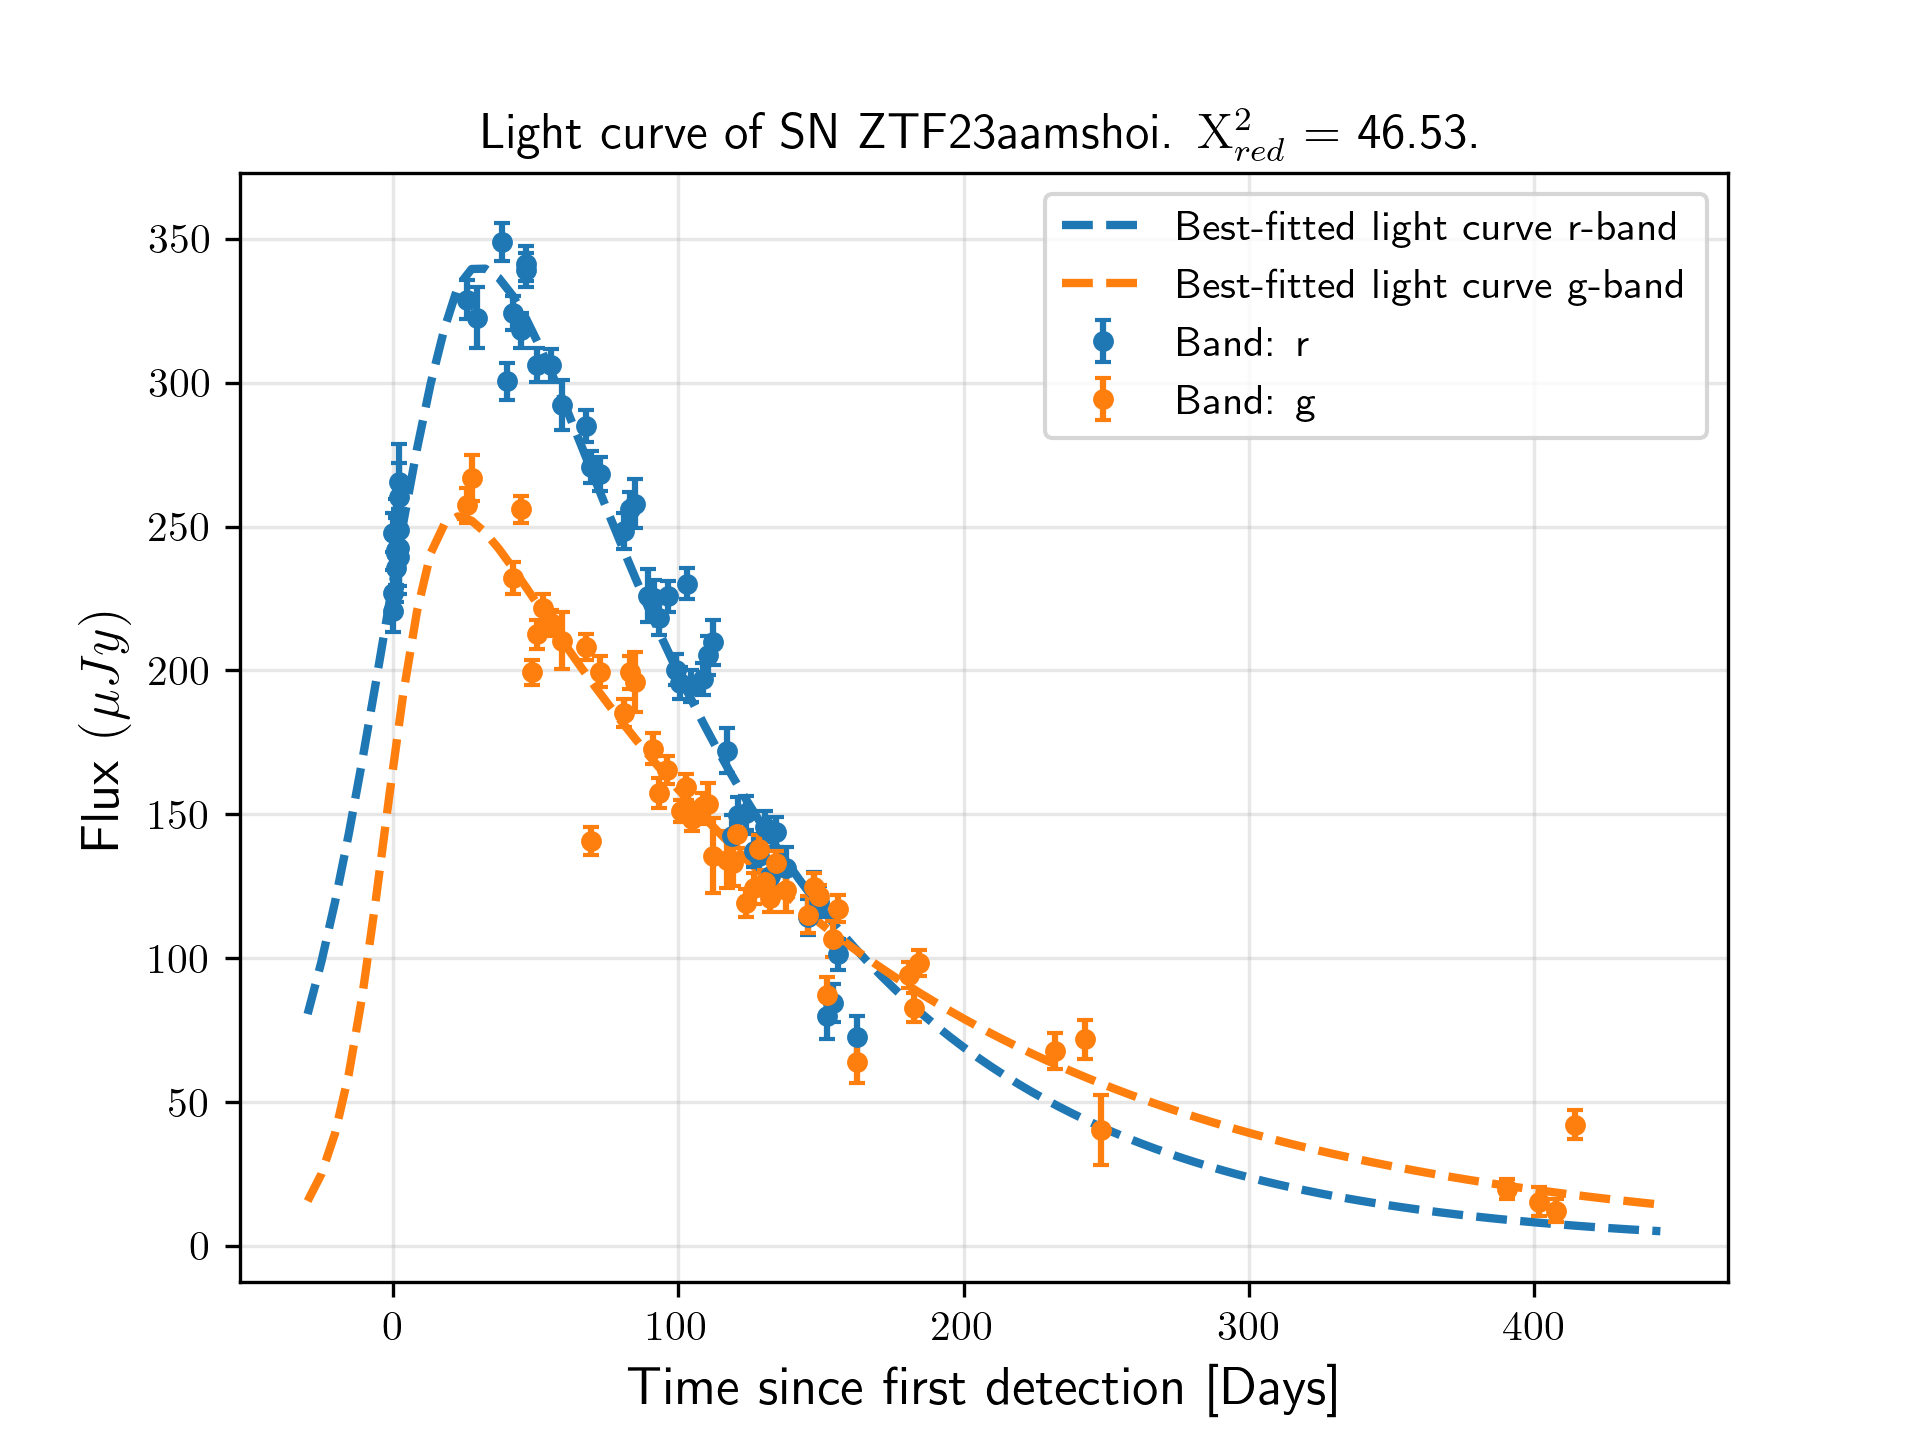 Light curve of SN ZTF23aamshoi. X²_red = 46.53.
Best-fitted light curve r-band
Best-fitted light curve g-band
Band: r
Band: g
Flux (μJy)
350
300
250
200
150
100
50
0
0 100 200 300 400
Time since first detection [Days]